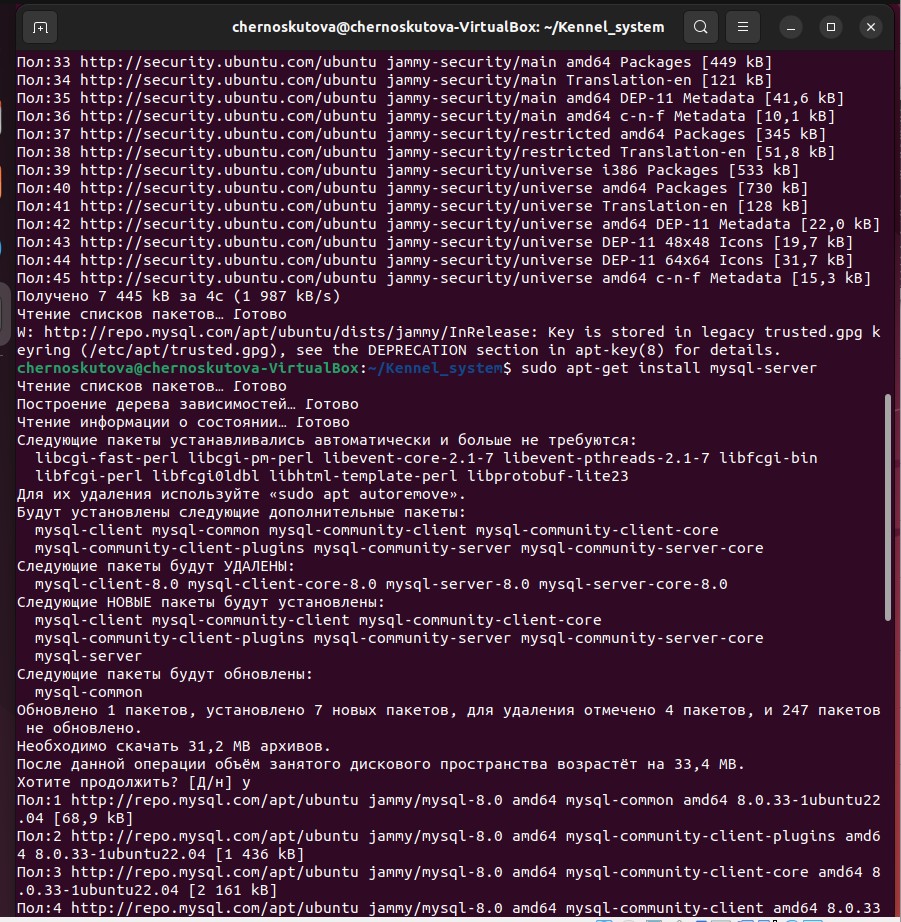 chernoskutova@chernoskutova-VirtualBox: ~/Kennel_system
Пол:33 http://security.ubuntu.com/ubuntu jammy-security/main amd64 Packages [449 kB]
Пол:34 http://security.ubuntu.com/ubuntu jammy-security/main Translation-en [121 kB]
Пол:35 http://security.ubuntu.com/ubuntu jammy-security/main amd64 DEP-11 Metadata [41,6 kB]
Пол:36 http://security.ubuntu.com/ubuntu jammy-security/main amd64 c-n-f Metadata [10,1 kB]
Пол:37 http://security.ubuntu.com/ubuntu jammy-security/restricted amd64 Packages [345 kB]
Пол:38 http://security.ubuntu.com/ubuntu jammy-security/restricted Translation-en [51,8 kB]
Пол:39 http://security.ubuntu.com/ubuntu jammy-security/universe i386 Packages [533 kB]
Пол:40 http://security.ubuntu.com/ubuntu jammy-security/universe amd64 Packages [730 kB]
Пол:41 http://security.ubuntu.com/ubuntu jammy-security/universe Translation-en [128 kB]
Пол:42 http://security.ubuntu.com/ubuntu jammy-security/universe amd64 DEP-11 Metadata [22,0 kB]
Пол:43 http://security.ubuntu.com/ubuntu jammy-security/universe DEP-11 48x48 Icons [19,7 kB]
Пол:44 http://security.ubuntu.com/ubuntu jammy-security/universe DEP-11 64x64 Icons [31,7 kB]
Пол:45 http://security.ubuntu.com/ubuntu jammy-security/universe amd64 c-n-f Metadata [15,3 kB]
Получено 7 445 kB за 4с (1 987 kB/s)
Чтение списков пакетов… Готово
W: http://repo.mysql.com/apt/ubuntu/dists/jammy/InRelease: Key is stored in legacy trusted.gpg k
eyring (/etc/apt/trusted.gpg), see the DEPRECATION section in apt-key(8) for details.
chernoskutova@chernoskutova-VirtualBox:~/Kennel_system$ sudo apt-get install mysql-server
Чтение списков пакетов… Готово
Построение дерева зависимостей… Готово
Чтение информации о состоянии… Готово
Следующие пакеты устанавливались автоматически и больше не требуются:
  libcgi-fast-perl libcgi-pm-perl libevent-core-2.1-7 libevent-pthreads-2.1-7 libfcgi-bin
  libfcgi-perl libfcgi0ldbl libhtml-template-perl libprotobuf-lite23
Для их удаления используйте «sudo apt autoremove».
Будут установлены следующие дополнительные пакеты:
  mysql-client mysql-common mysql-community-client mysql-community-client-core
  mysql-community-client-plugins mysql-community-server mysql-community-server-core
Следующие пакеты будут УДАЛЕНЫ:
  mysql-client-8.0 mysql-client-core-8.0 mysql-server-8.0 mysql-server-core-8.0
Следующие НОВЫЕ пакеты будут установлены:
  mysql-client mysql-community-client mysql-community-client-core
  mysql-community-client-plugins mysql-community-server mysql-community-server-core
  mysql-server
Следующие пакеты будут обновлены:
  mysql-common
Обновлено 1 пакетов, установлено 7 новых пакетов, для удаления отмечено 4 пакетов, и 247 пакетов
 не обновлено.
Необходимо скачать 31,2 MB архивов.
После данной операции объём занятого дискового пространства возрастёт на 33,4 MB.
Хотите продолжить? [Д/н] y
Пол:1 http://repo.mysql.com/apt/ubuntu jammy/mysql-8.0 amd64 mysql-common amd64 8.0.33-1ubuntu22
.04 [68,9 kB]
Пол:2 http://repo.mysql.com/apt/ubuntu jammy/mysql-8.0 amd64 mysql-community-client-plugins amd6
4 8.0.33-1ubuntu22.04 [1 436 kB]
Пол:3 http://repo.mysql.com/apt/ubuntu jammy/mysql-8.0 amd64 mysql-community-client-core amd64 8
.0.33-1ubuntu22.04 [2 161 kB]
Пол:4 http://repo.mysql.com/apt/ubuntu jammy/mysql-8.0 amd64 mysql-community-client amd64 8.0.33